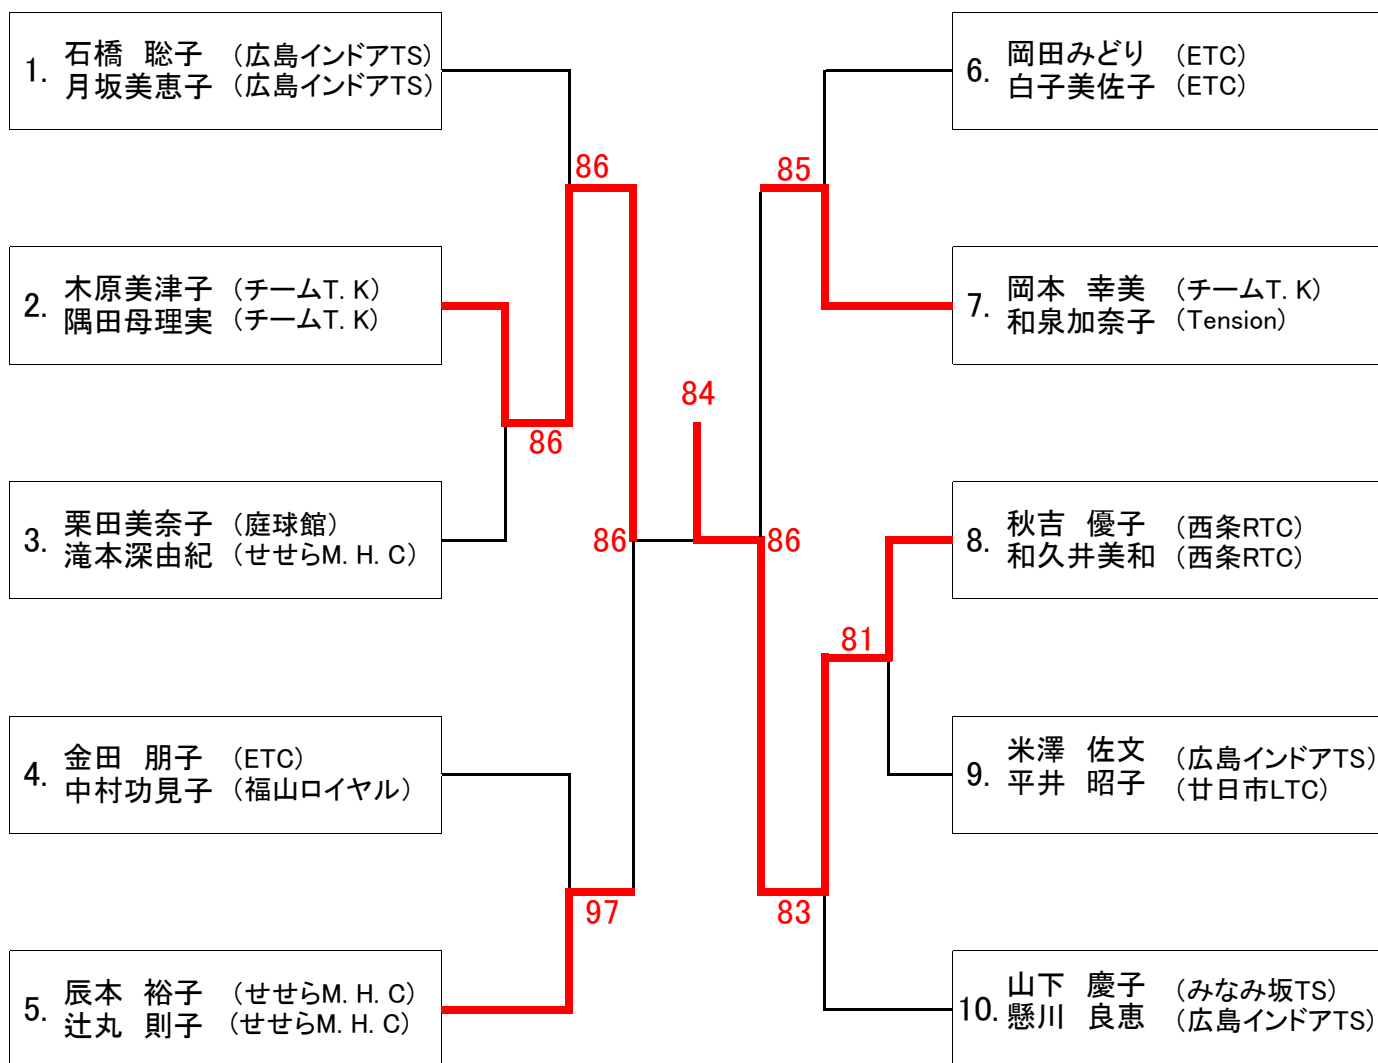 1. 石橋　聡子 （広島インドアTS）
月坂美恵子 （広島インドアTS）
86
2. 木原美津子 （チームT．K）
隅田母理実 （チームT．K）
86
3. 栗田美奈子 （庭球館）
滝本深由紀 （せせらM．H．C）
86
4. 金田　朋子 （ETC）
中村功見子 （福山ロイヤル）
97
5. 辰本　裕子 （せせらM．H．C）
辻丸　則子 （せせらM．H．C）
84
6. 岡田みどり （ETC）
白子美佐子 （ETC）
85
7. 岡本　幸美 （チームT．K）
和泉加奈子 （Tension）
86
8. 秋吉　優子 （西条RTC）
和久井美和 （西条RTC）
81
9. 米澤　佐文 （広島インドアTS）
平井　昭子 （廿日市LTC）
83
10. 山下　慶子 （みなみ坂TS）
懸川　良恵 （広島インドアTS）